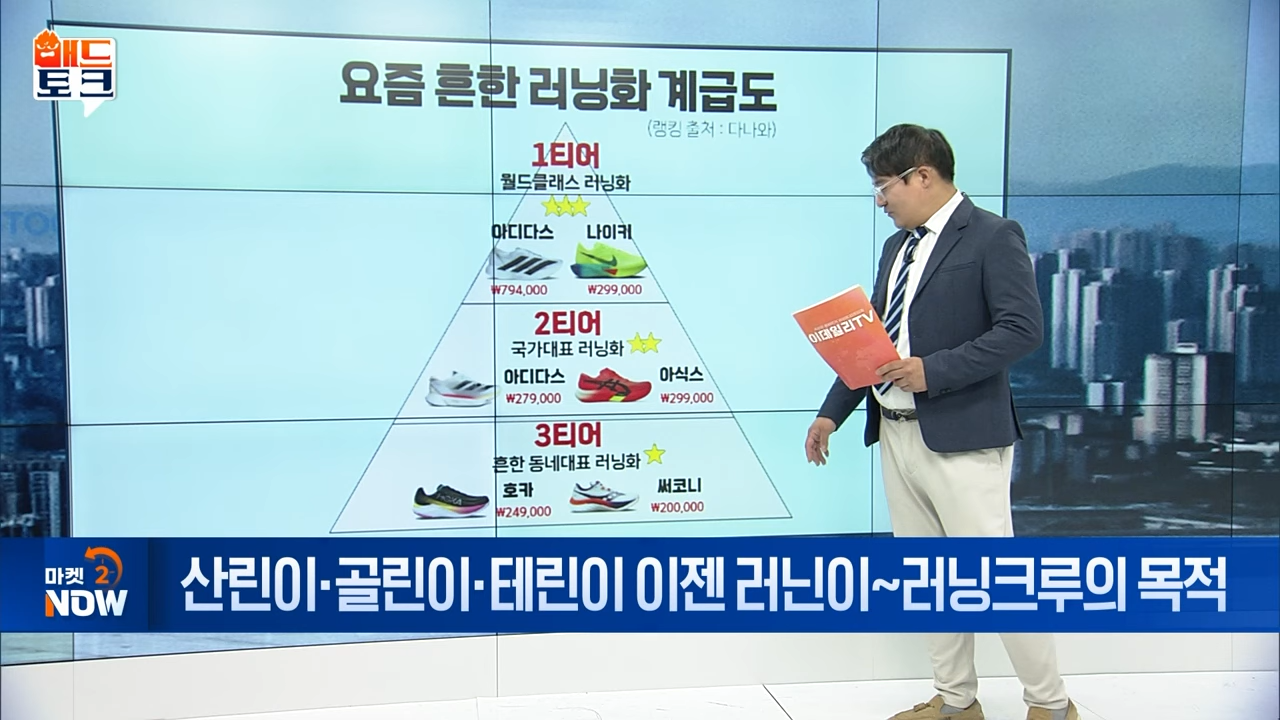 배드
토크
요즘 흔한 러닝화 계급도
(랭킹 출처 : 다나와)
1티어
월드클래스 러닝화
아디다스 나이키
₩794,000 ₩299,000
2티어
국가대표 러닝화
아디다스 아식스
₩279,000 ₩299,000
3티어
흔한 동네대표 러닝화
호카 써코니
₩249,000 ₩200,000
이데일리TV
마켓 2
NOW
산린이·골린이·테린이 이젠 러닌이~러닝크루의 목적